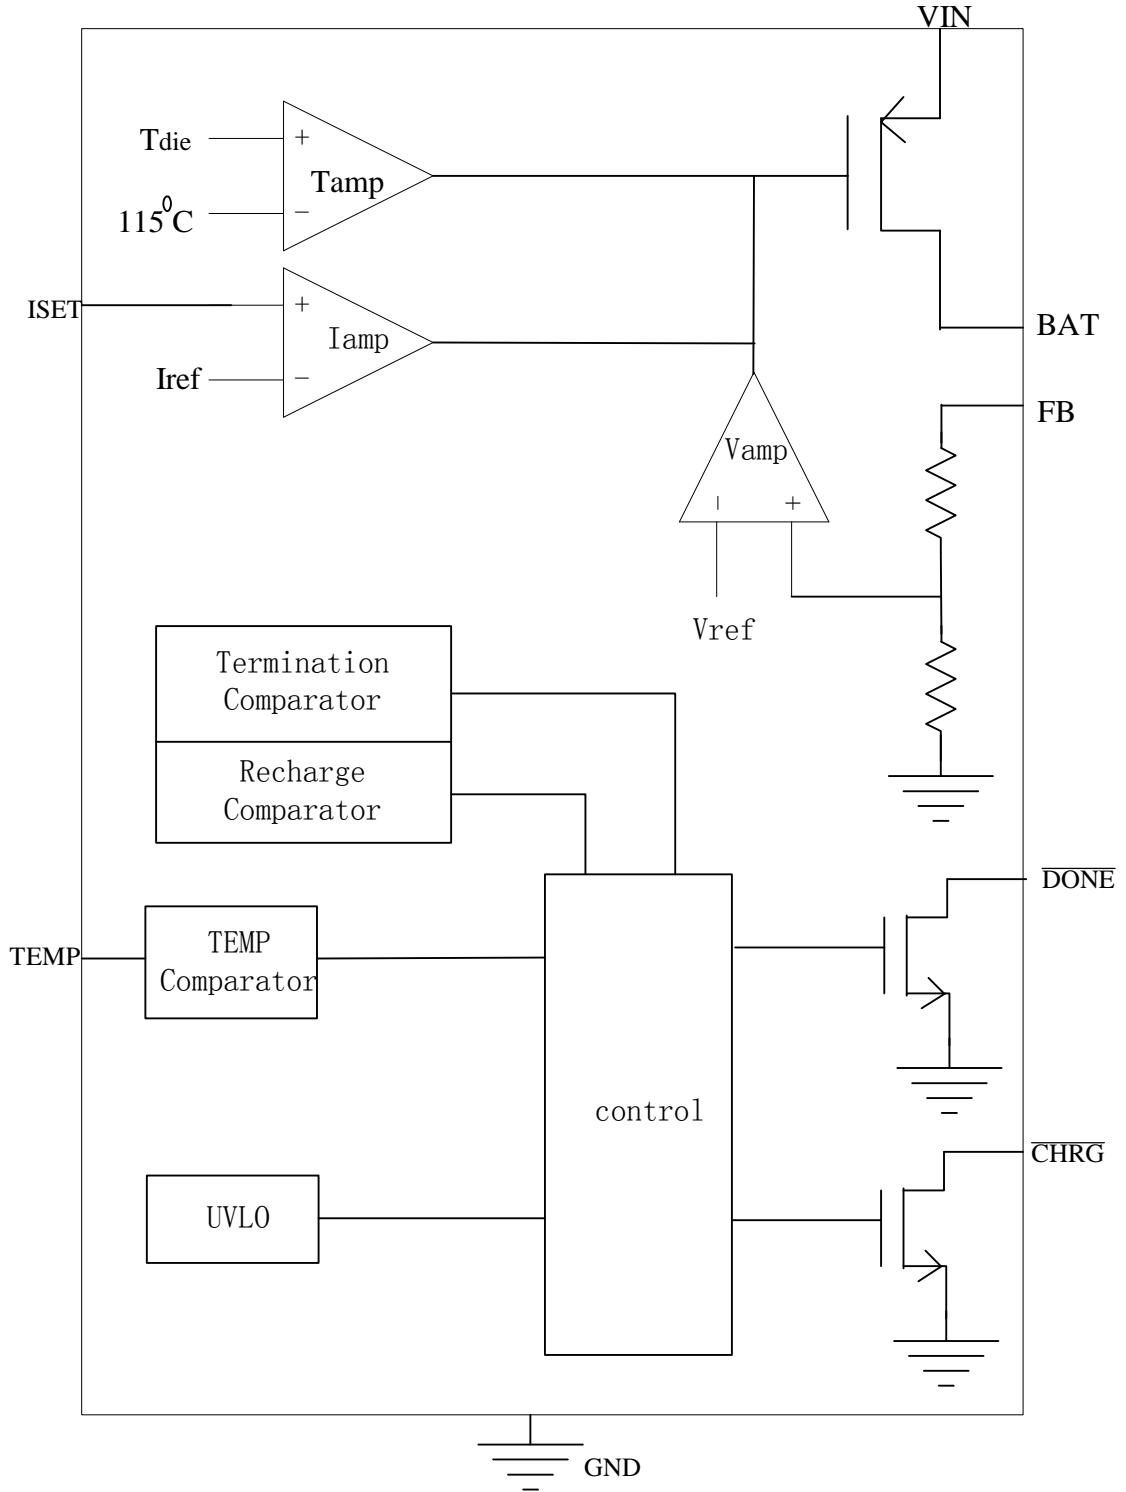 VIN
Tdie
+
Tamp
115⁰C
−
ISET
+
Iamp
Iref
−
BAT
FB
Vamp
− +
Vref
Termination
Comparator
Recharge
Comparator
DONE
TEMP
TEMP
Comparator
control
CHRG
UVLO
GND